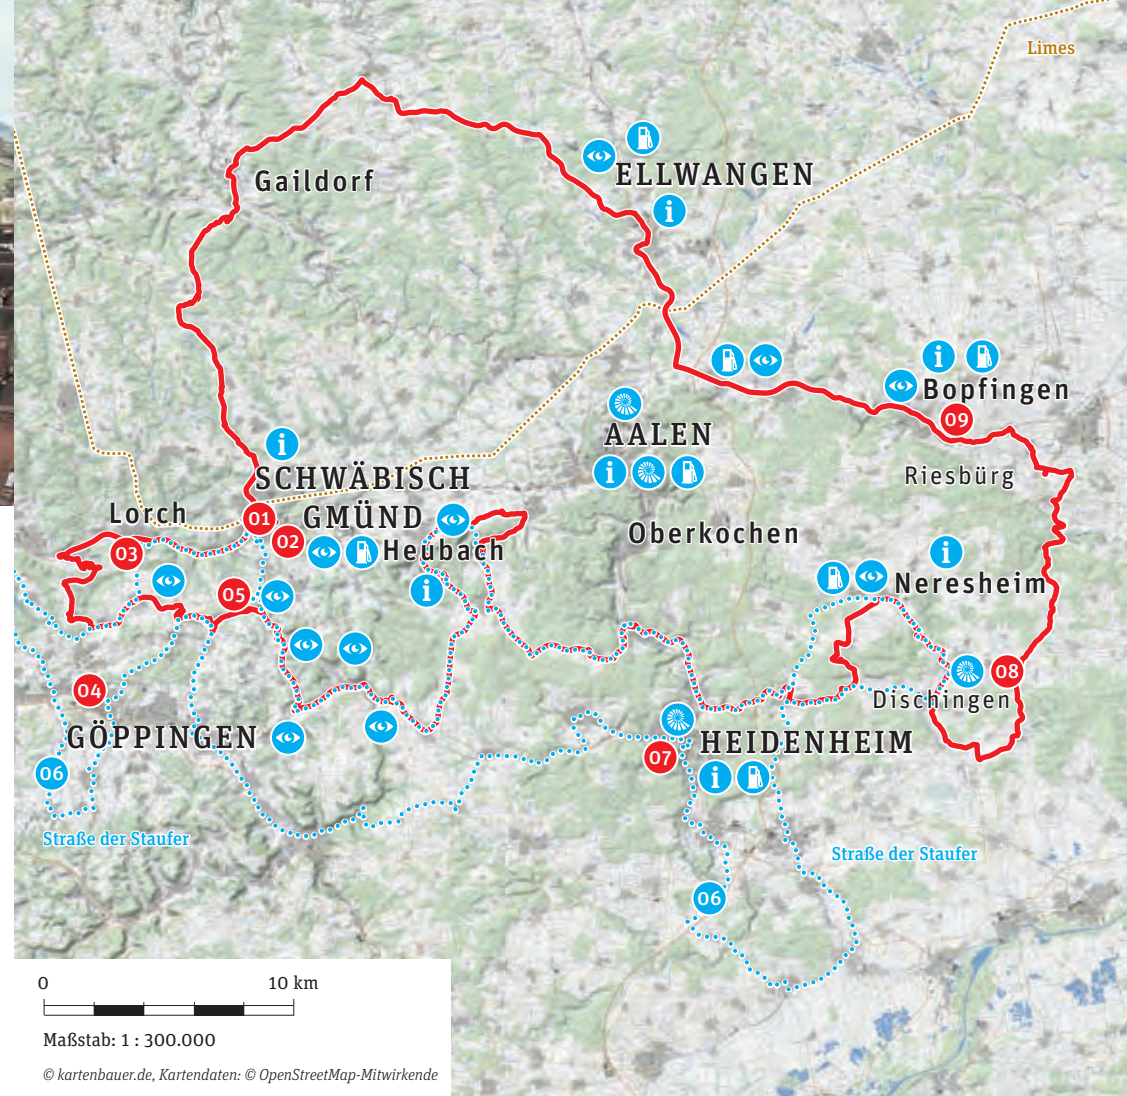 Limes
ELLWANGEN
i
Gaildorf
i
Bopfingen
09
AALEN
i
Riesbürg
i
SCHWÄBISCH
GMÜND
Lorch
01
02
03
Heubach
Oberkochen
i
i
Neresheim
05
04
08
Dischingen
GÖPPINGEN
HEIDENHEIM
07
i
06
Straße der Staufer
Straße der Staufer
06
0 10 km
Maßstab: 1 : 300.000
© kartenbauer.de, Kartendaten: © OpenStreetMap-Mitwirkende